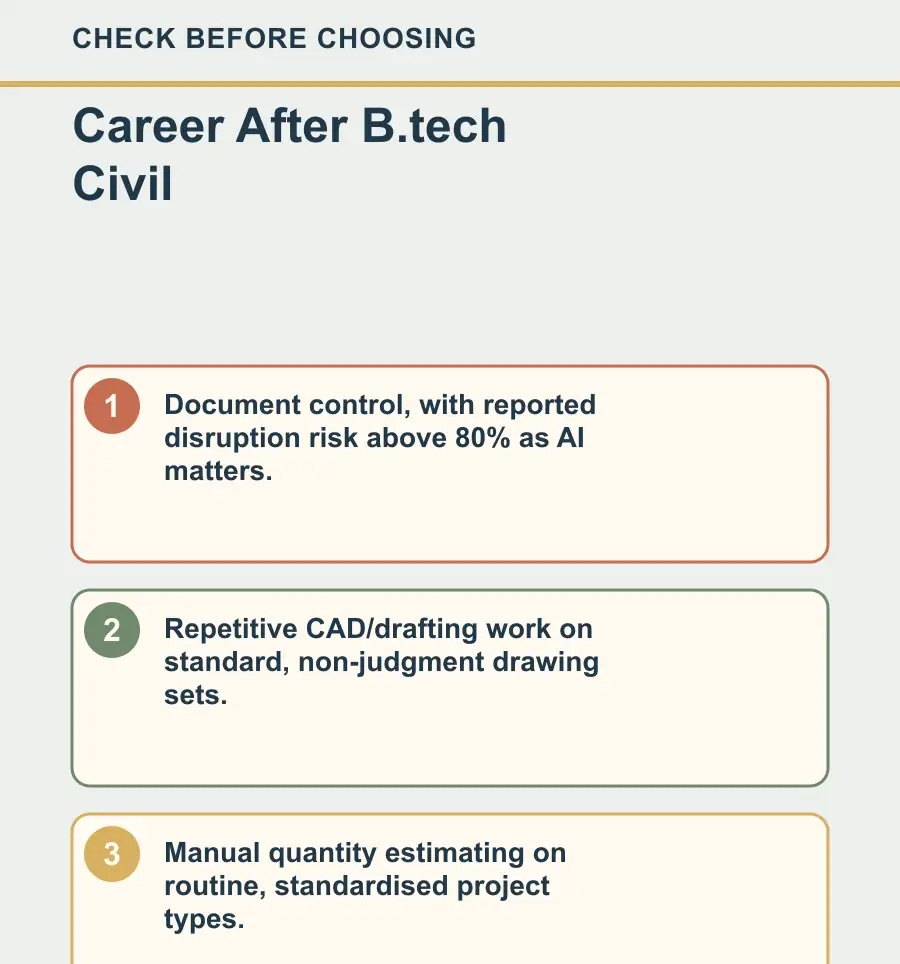 CHECK BEFORE CHOOSING
Career After B.tech
Civil
1
Document control, with reported
disruption risk above 80% as AI
matters.
2
Repetitive CAD/drafting work on
standard, non-judgment drawing
sets.
3
Manual quantity estimating on
routine, standardised project
types.